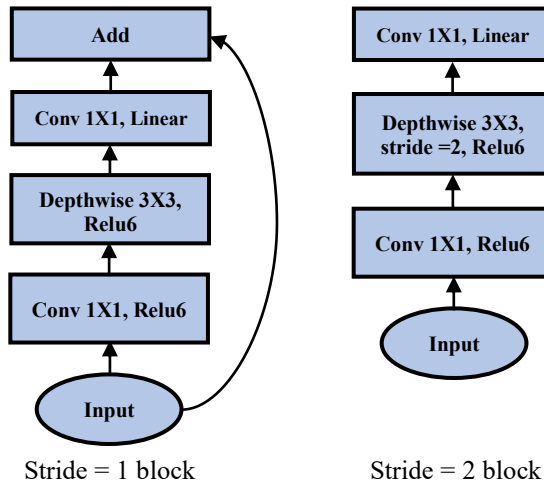 Add
Conv 1X1, Linear
Depthwise 3X3,
Relu6
Conv 1X1, Relu6
Input
Stride = 1 block
Conv 1X1, Linear
Depthwise 3X3,
stride =2, Relu6
Conv 1X1, Relu6
Input
Stride = 2 block